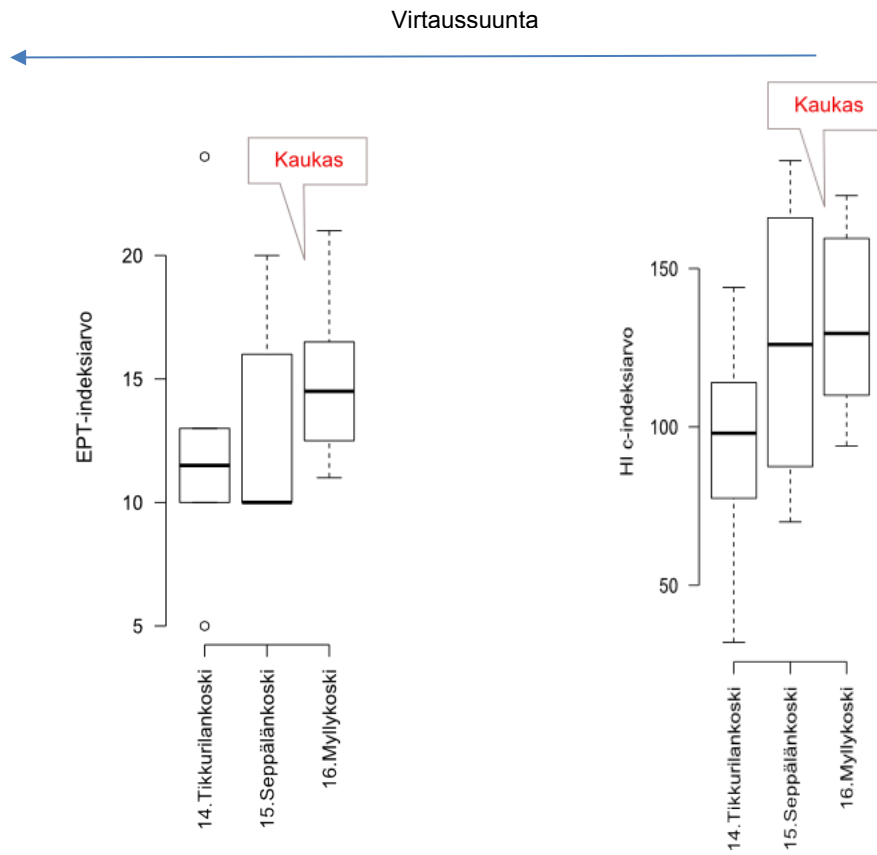 Virtaussuunta
Kaukas
EPT-indeksiarvo
20
15
10
5
14.Tikkurilankoski
15.Seppälänkoski
16.Myllykoski
Kaukas
HI c-indeksiarvo
150
100
50
14.Tikkurilankoski
15.Seppälänkoski
16.Myllykoski